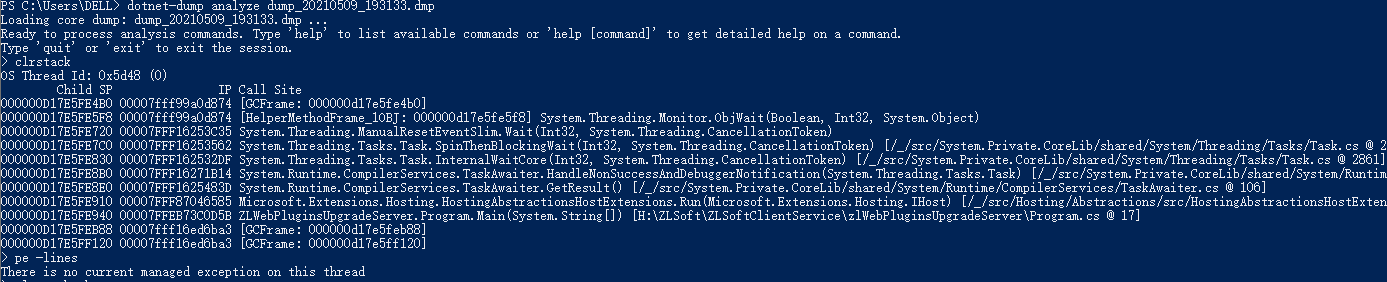 PS C:\Users\DELL> dotnet-dump analyze dump_20210509_193133.dmp
Loading core dump: dump_20210509_193133.dmp ...
Ready to process analysis commands. Type 'help' to list available commands or 'help [command]' to get detailed help on a command.
Type 'quit' or 'exit' to exit the session.
> clrstack
OS Thread Id: 0x5d48 (0)
Child SP IP Call Site
000000D17E5FE4B0 00007fff99a0d874 [GCFrame: 000000d17e5fe4b0]
000000D17E5FE5F8 00007fff99a0d874 [HelperMethodFrame_1OBJ: 000000d17e5fe5f8] System.Threading.Monitor.ObjWait(Boolean, Int32, System.Object)
000000D17E5FE720 00007FFF16253C35 System.Threading.ManualResetEventSlim.Wait(Int32, System.Threading.CancellationToken)
000000D17E5FE7C0 00007FFF16253562 System.Threading.Tasks.Task.SpinThenBlockingWait(Int32, System.Threading.CancellationToken) [/_/src/System.Private.CoreLib/shared/System/Threading/Tasks/Task.cs @ 2
000000D17E5FE830 00007FFF162532DF System.Threading.Tasks.Task.InternalWaitCore(Int32, System.Threading.CancellationToken) [/_/src/System.Private.CoreLib/shared/System/Threading/Tasks/Task.cs @ 2861]
000000D17E5FE8B0 00007FFF16271B14 System.Runtime.CompilerServices.TaskAwaiter.HandleNonSuccessAndDebuggerNotification(System.Threading.Tasks.Task) [/_/src/System.Private.CoreLib/shared/System/Runtim
000000D17E5FE8E0 00007FFF1625483D System.Runtime.CompilerServices.TaskAwaiter.GetResult() [/_/src/System.Private.CoreLib/shared/System/Runtime/CompilerServices/TaskAwaiter.cs @ 106]
000000D17E5FE910 00007FFF87046585 Microsoft.Extensions.Hosting.HostingAbstractionsHostExtensions.Run(Microsoft.Extensions.Hosting.IHost) [/_/src/Hosting/Abstractions/src/HostingAbstractionsHostExten
000000D17E5FE940 00007FFEB73C0D5B ZLWebPluginsUpgradeServer.Program.Main(System.String[]) [H:\ZLSoft\ZLSoftClientService\zlWebPluginsUpgradeServer\Program.cs @ 17]
000000D17E5FEB88 00007fff16ed6ba3 [GCFrame: 000000d17e5feb88]
000000D17E5FF120 00007fff16ed6ba3 [GCFrame: 000000d17e5ff120]
> pe -lines
There is no current managed exception on this thread